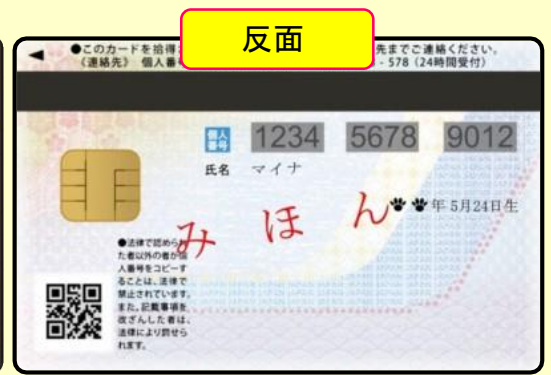 反面
●このカードを拾得
先までご連絡ください。
(連絡先) 個人番号
- 578 (24時間受付)
個人番号 1234 5678 9012
氏名 マイナ
年5月24日生
みほん
●法律で認められ
た者以外の者が個
人番号をコピーす
ることは、法律で
禁止されています。
また、記載事項を
改ざんした者は、
法律により罰せら
れます。